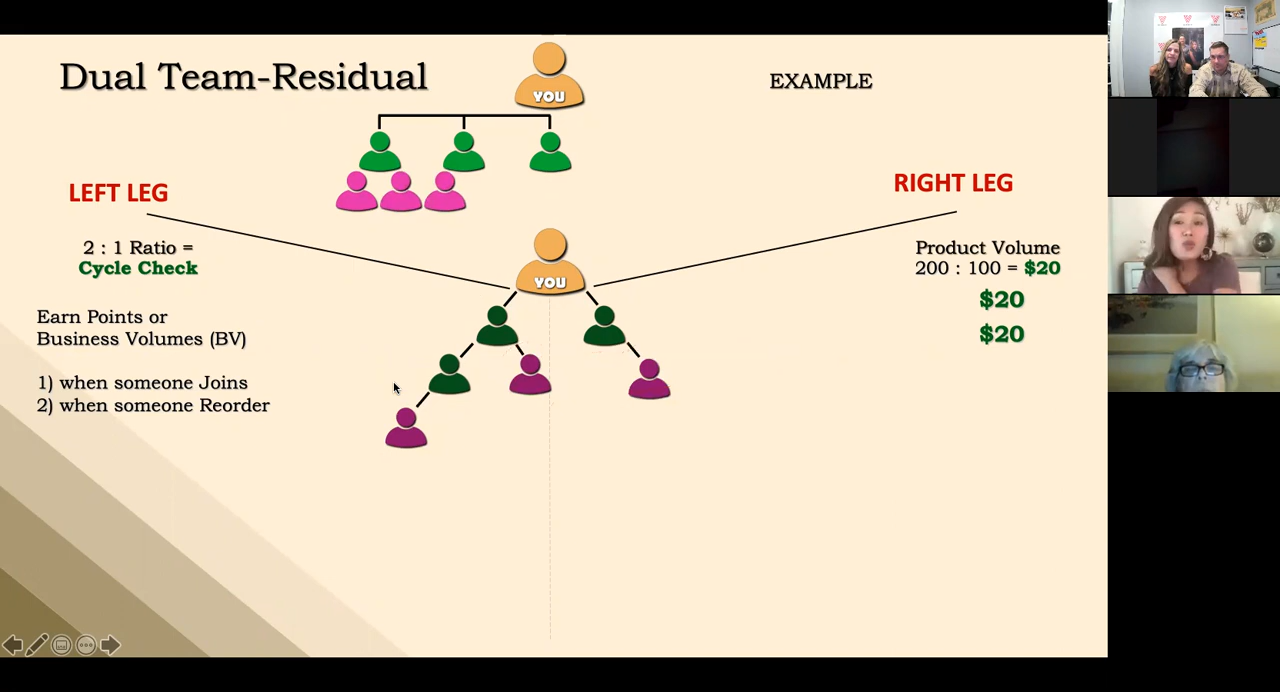 Dual Team-Residual
YOU
EXAMPLE
LEFT LEG
RIGHT LEG
2 : 1 Ratio =
Cycle Check
Product Volume
200 : 100 = $20
$20
$20
YOU
Earn Points or
Business Volumes (BV)
1) when someone Joins
2) when someone Reorder